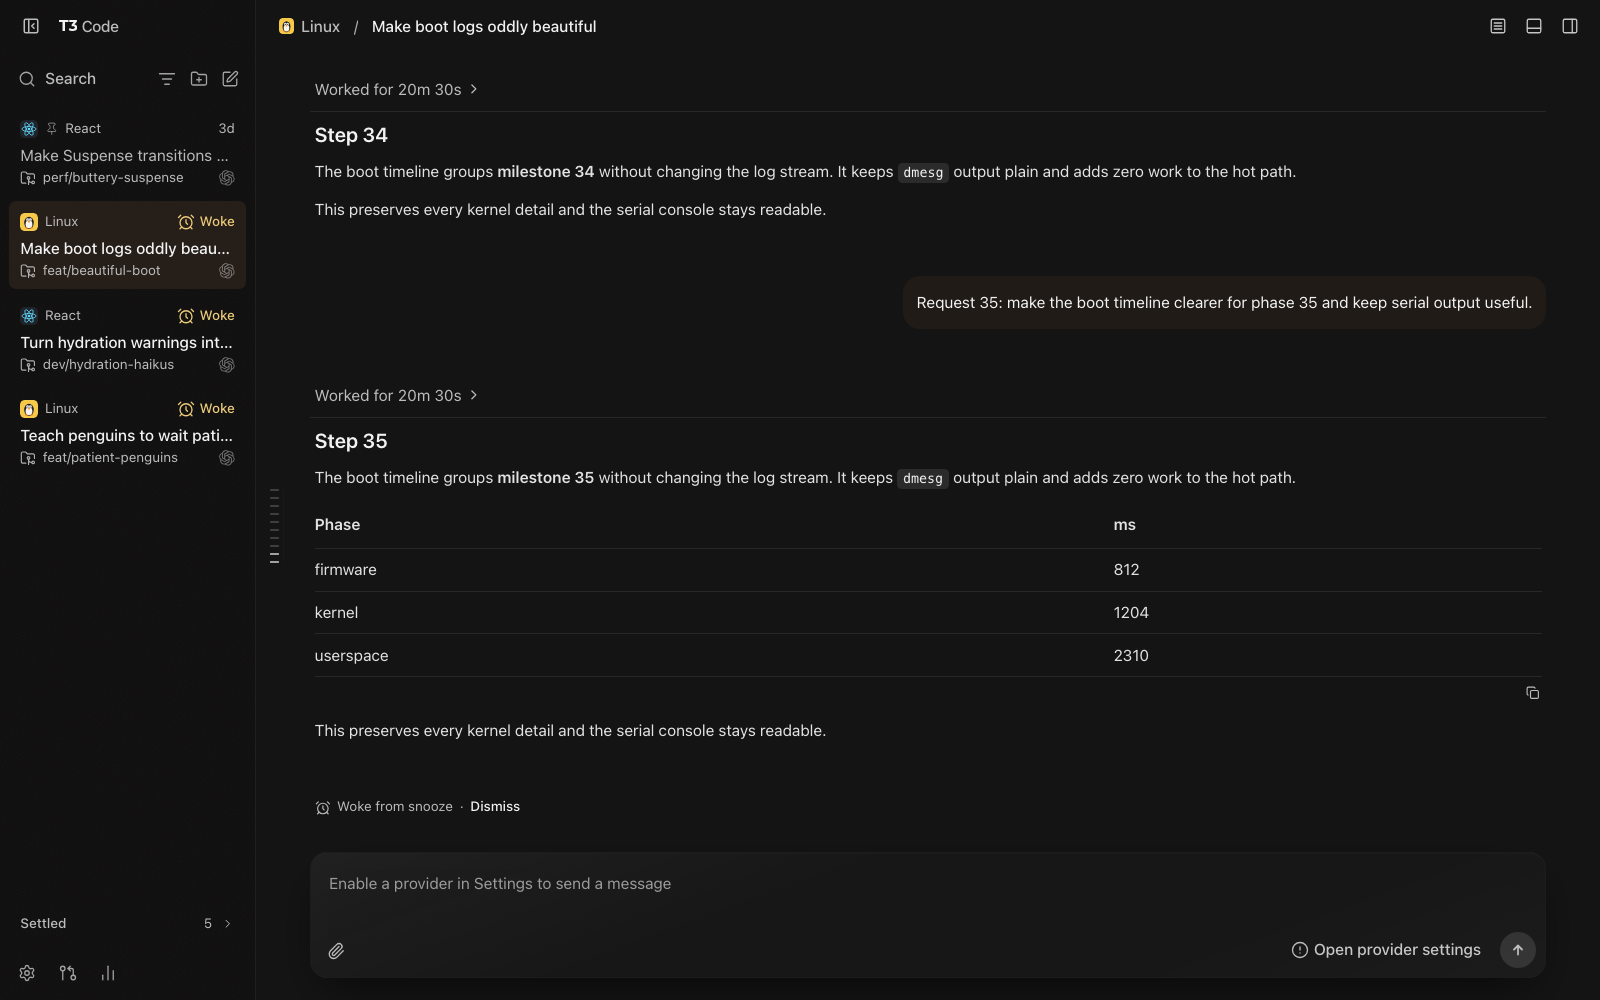 T3 Code
Search
React 3d
Make Suspense transitions ...
perf/buttery-suspense
Linux Woke
Make boot logs oddly beau...
feat/beautiful-boot
React Woke
Turn hydration warnings int...
dev/hydration-haikus
Linux Woke
Teach penguins to wait pati...
feat/patient-penguins
Settled 5
Linux / Make boot logs oddly beautiful
Worked for 20m 30s
Step 34
The boot timeline groups milestone 34 without changing the log stream. It keeps dmesg output plain and adds zero work to the hot path.
This preserves every kernel detail and the serial console stays readable.
Request 35: make the boot timeline clearer for phase 35 and keep serial output useful.
Worked for 20m 30s
Step 35
The boot timeline groups milestone 35 without changing the log stream. It keeps dmesg output plain and adds zero work to the hot path.
Phase ms
firmware 812
kernel 1204
userspace 2310
This preserves every kernel detail and the serial console stays readable.
Woke from snooze · Dismiss
Enable a provider in Settings to send a message
Open provider settings